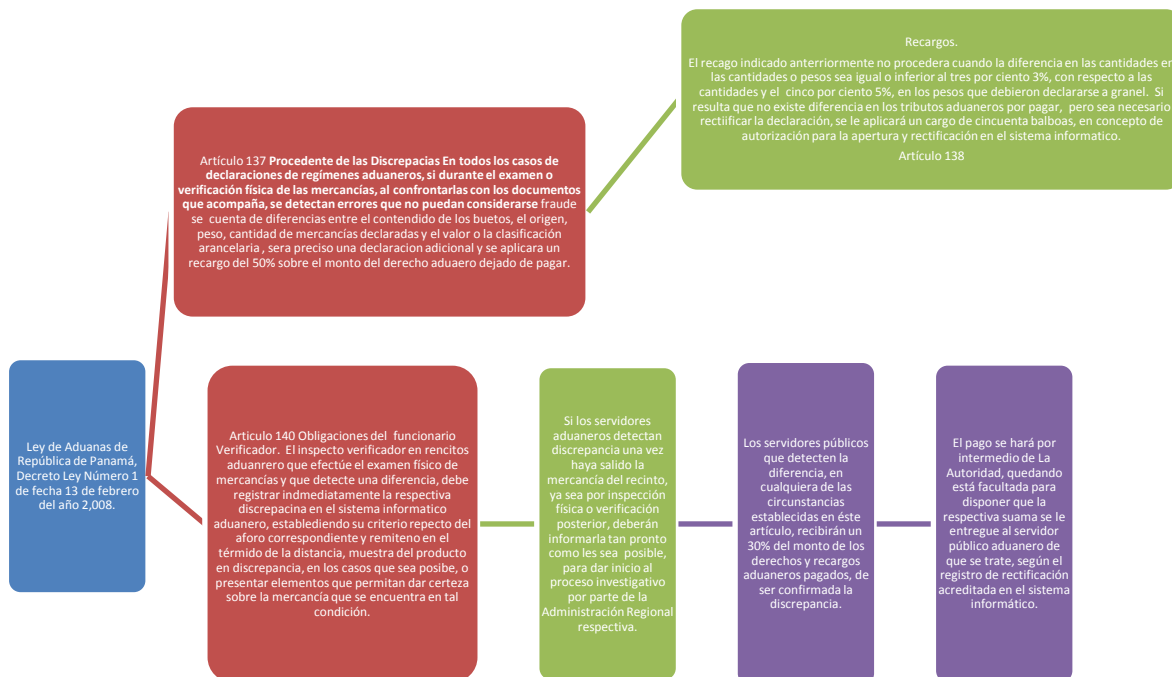 Recargos.
El recago indicado anteriormente no procedera cuando la diferencia en las cantidades en
las cantidades o pesos sea igual o inferior al tres por ciento 3%, con respecto a las
cantidades y el cinco por ciento 5%, en los pesos que debieron declararse a granel. Si
resulta que no existe diferencia en los tributos aduaneros por pagar, pero sea necesario
rectiificar la declaración, se le aplicará un cargo de cincuenta balboas, en concepto de
autorización para la apertura y rectificación en el sistema informatico.
Artículo 138
Artículo 137 Procedente de las Discrepacias En todos los casos de
declaraciones de regímenes aduaneros, si durante el examen o
verificación física de las mercancías, al confrontarlas con los documentos
que acompaña, se detectan errores que no puedan considerarse fraude
se cuenta de diferencias entre el contendido de los buetos, el origen,
peso, cantidad de mercancías declaradas y el valor o la clasificación
arancelaria , sera preciso una declaracion adicional y se aplicara un
recargo del 50% sobre el monto del derecho aduaero dejado de pagar.
Ley de Aduanas de
República de Panamá,
Decreto Ley Número 1
de fecha 13 de febrero
del año 2,008.
Articulo 140 Obligaciones del funcionario
Verificador. El inspecto verificador en rencitos
aduanrero que efectúe el examen físico de
mercancías y que detecte una diferencia, debe
registrar indmediatamente la respectiva
discrepacina en el sistema informatico
aduanero, establediendo su criterio repecto del
aforo correspondiente y remiteno en el
térmido de la distancia, muestra del producto
en discrepancia, en los casos que sea posibe, o
presentar elementos que permitan dar certeza
sobre la mercancía que se encuentra en tal
condición.
Si los servidores
aduaneros detectan
discrepancia una vez
haya salido la
mercancía del recinto,
ya sea por inspección
física o verificación
posterior, deberán
informarla tan pronto
como les sea posible,
para dar inicio al
proceso investigativo
por parte de la
Administración Regional
respectiva.
Los servidores públicos
que detecten la
diferencia, en
cualquiera de las
circunstancias
establecidas en éste
artículo, recibirán un
30% del monto de los
derechos y recargos
aduaneros pagados, de
ser confirmada la
discrepancia.
El pago se hará por
intermedio de La
Autoridad, quedando
está facultada para
disponer que la
respectiva suama se le
entregue al servidor
público aduanero de
que se trate, según el
registro de rectificación
acreditada en el sistema
informático.